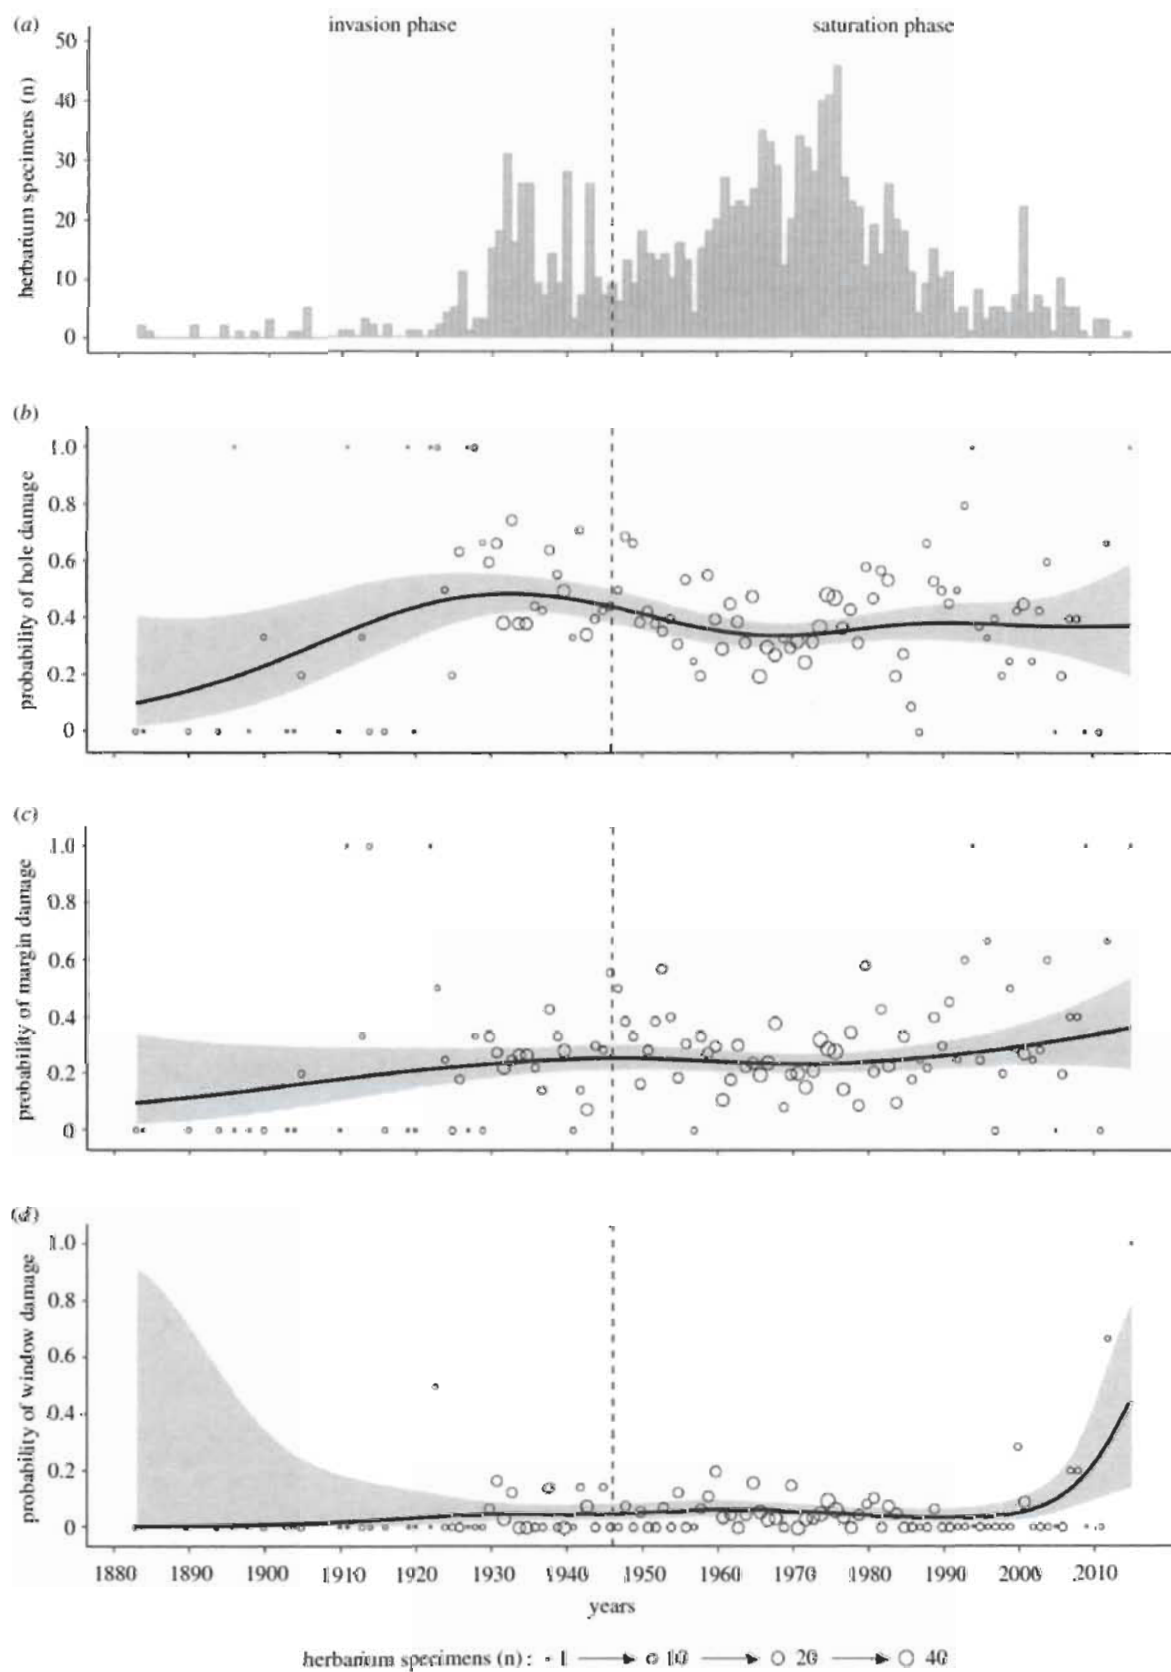 (a) invasion phase saturation phase
50
40
30
20
10
0
herbarium specimens (n)
(b)
1.0
0.8
0.6
0.4
0.2
0
probability of hole damage
(c)
1.0
0.8
0.6
0.4
0.2
0
probability of margin damage
(d)
1.0
0.8
0.6
0.4
0.2
0
probability of window damage
1880 1890 1900 1910 1920 1930 1940 1950 1960 1970 1980 1990 2000 2010
years
herbarium specimens (n): 1 10 20 40